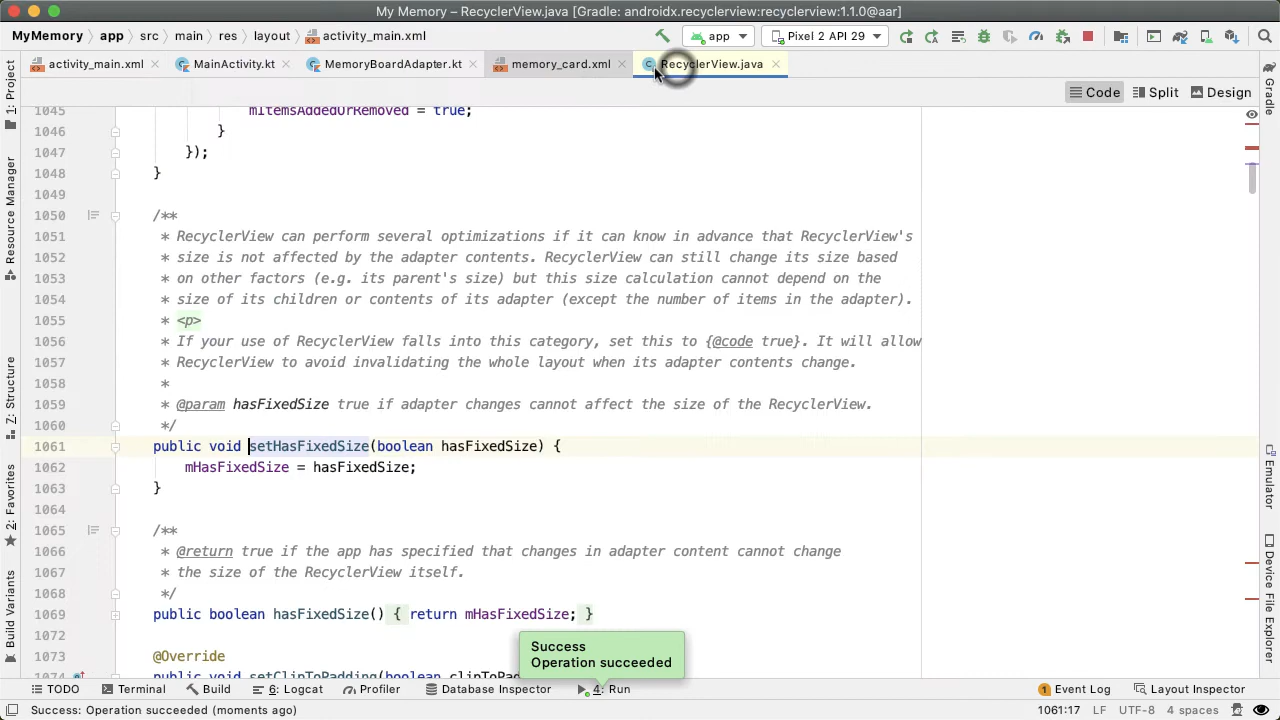 My Memory – RecyclerView.java [Gradle: androidx.recyclerview:recyclerview:1.1.0@aar]
MyMemory app src main res layout activity_main.xml app Pixel 2 API 29
activity_main.xml MainActivity.kt MemoryBoardAdapter.kt memory_card.xml RecyclerView.java
Code Split Design
1: Project
Resource Manager
Z: Structure
2: Favorites
Build Variants
1045 mItemsAddedOrRemoved = true;
1046 }
1047 });
1048 }
1049
1050 /**
1051 * RecyclerView can perform several optimizations if it can know in advance that RecyclerView's
1052 * size is not affected by the adapter contents. RecyclerView can still change its size based
1053 * on other factors (e.g. its parent's size) but this size calculation cannot depend on the
1054 * size of its children or contents of its adapter (except the number of items in the adapter).
1055 * <p>
1056 * If your use of RecyclerView falls into this category, set this to {@code true}. It will allow
1057 * RecyclerView to avoid invalidating the whole layout when its adapter contents change.
1058 *
1059 * @param hasFixedSize true if adapter changes cannot affect the size of the RecyclerView.
1060 */
1061 public void setHasFixedSize(boolean hasFixedSize) {
1062 mHasFixedSize = hasFixedSize;
1063 }
1064
1065 /**
1066 * @return true if the app has specified that changes in adapter content cannot change
1067 * the size of the RecyclerView itself.
1068 */
1069 public boolean hasFixedSize() { return mHasFixedSize; }
1072
1073 @Override
public void setClipToPadding(boolean
Success
Operation succeeded
Gradle
Emulator
Device File Explorer
TODO Terminal Build 6: Logcat Profiler Database Inspector 4: Run 1 Event Log Layout Inspector
Success: Operation succeeded (moments ago) 1061:17 LF UTF-8 4 spaces